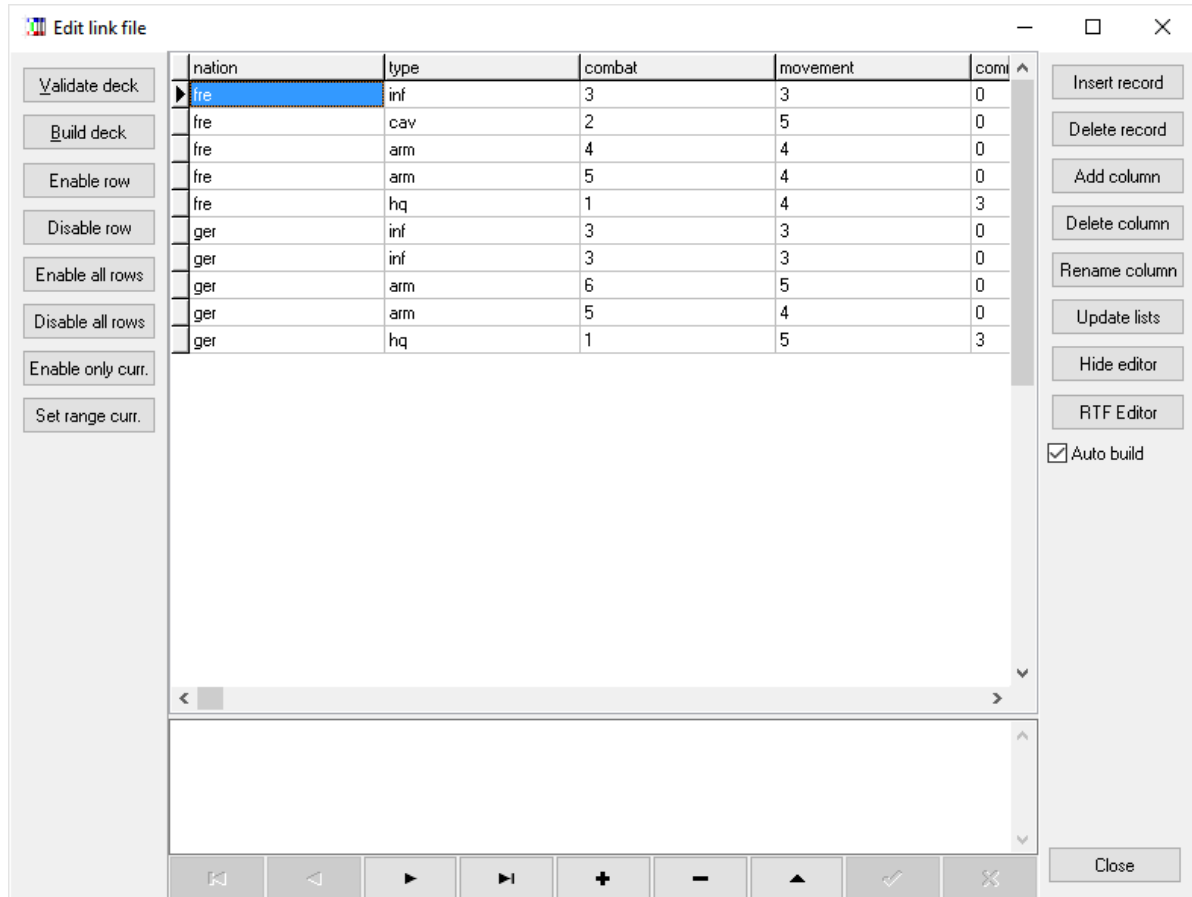 Edit link file
Validate deck
Build deck
Enable row
Disable row
Enable all rows
Disable all rows
Enable only curr.
Set range curr.
nation type combat movement
fre inf 3 3 0
fre cav 2 5 0
fre arm 4 4 0
fre arm 5 4 0
fre hq 1 4 3
ger inf 3 3 0
ger inf 3 3 0
ger arm 6 5 0
ger arm 5 4 0
ger hq 1 5 3
Insert record
Delete record
Add column
Delete column
Rename column
Update lists
Hide editor
RTF Editor
Auto build
Close